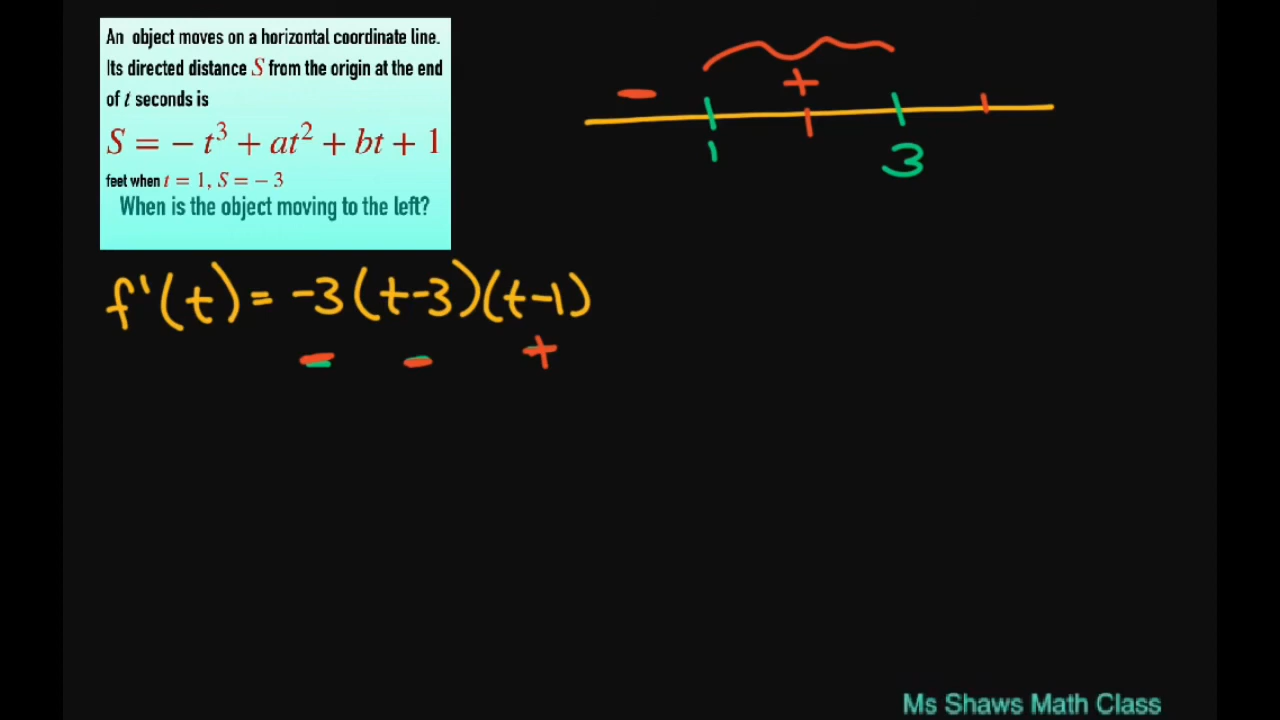 An object moves on a horizontal coordinate line.
Its directed distance S from the origin at the end
of t seconds is
S = − t³ + at² + bt + 1
feet when t = 1, S = − 3
When is the object moving to the left?
− +
1 3
f'(t) = -3(t-3)(t-1)
− − +
Ms Shaws Math Class